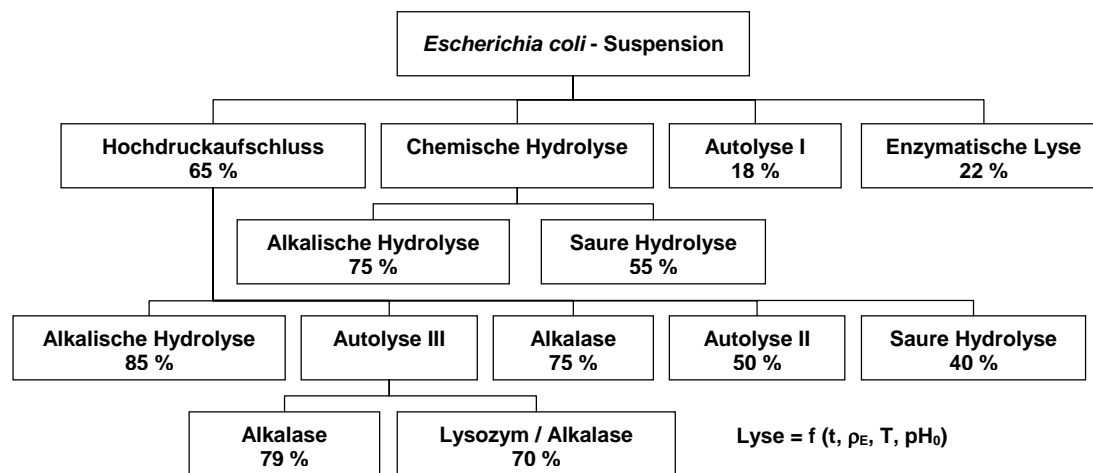 Escherichia coli - Suspension
Hochdruckaufschluss
65 %
Chemische Hydrolyse
Autolyse I
18 %
Enzymatische Lyse
22 %
Alkalische Hydrolyse
75 %
Saure Hydrolyse
55 %
Alkalische Hydrolyse
85 %
Autolyse III
Alkalase
75 %
Autolyse II
50 %
Saure Hydrolyse
40 %
Alkalase
79 %
Lysozym / Alkalase
70 %
Lyse = f (t, ρE, T, pH₀)